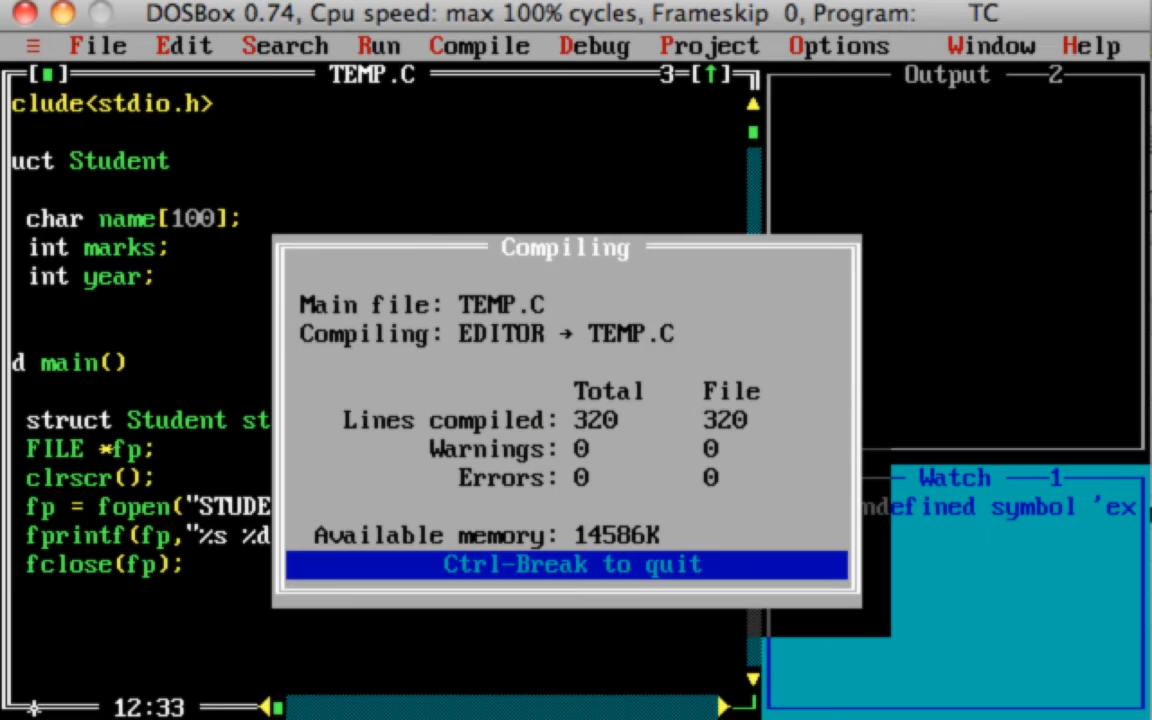 DOSBox 0.74, Cpu speed: max 100% cycles, Frameskip 0, Program: TC
≡ File Edit Search Run Compile Debug Project Options Window Help
[■] TEMP.C 3=[↑]
clude<stdio.h>
uct Student
char name[100];
int marks;
int year;
d main()
struct Student st
FILE *fp;
clrscr();
fp = fopen("STUDE
fprintf(fp,"%s %d
fclose(fp);
12:33
Compiling
Main file: TEMP.C
Compiling: EDITOR → TEMP.C
Total File
Lines compiled: 320 320
Warnings: 0 0
Errors: 0 0
Available memory: 14586K
Ctrl-Break to quit
Output 2
Watch 1
ndefined symbol 'ex